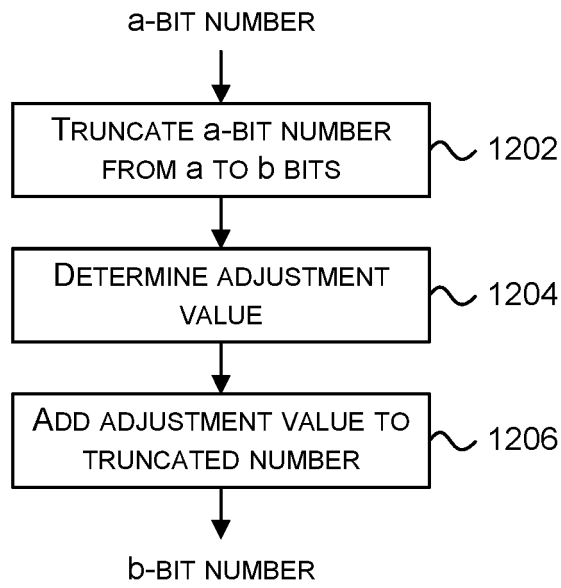 a-BIT NUMBER
TRUNCATE a-BIT NUMBER
FROM a TO b BITS
1202
DETERMINE ADJUSTMENT
VALUE
1204
ADD ADJUSTMENT VALUE TO
TRUNCATED NUMBER
1206
b-BIT NUMBER